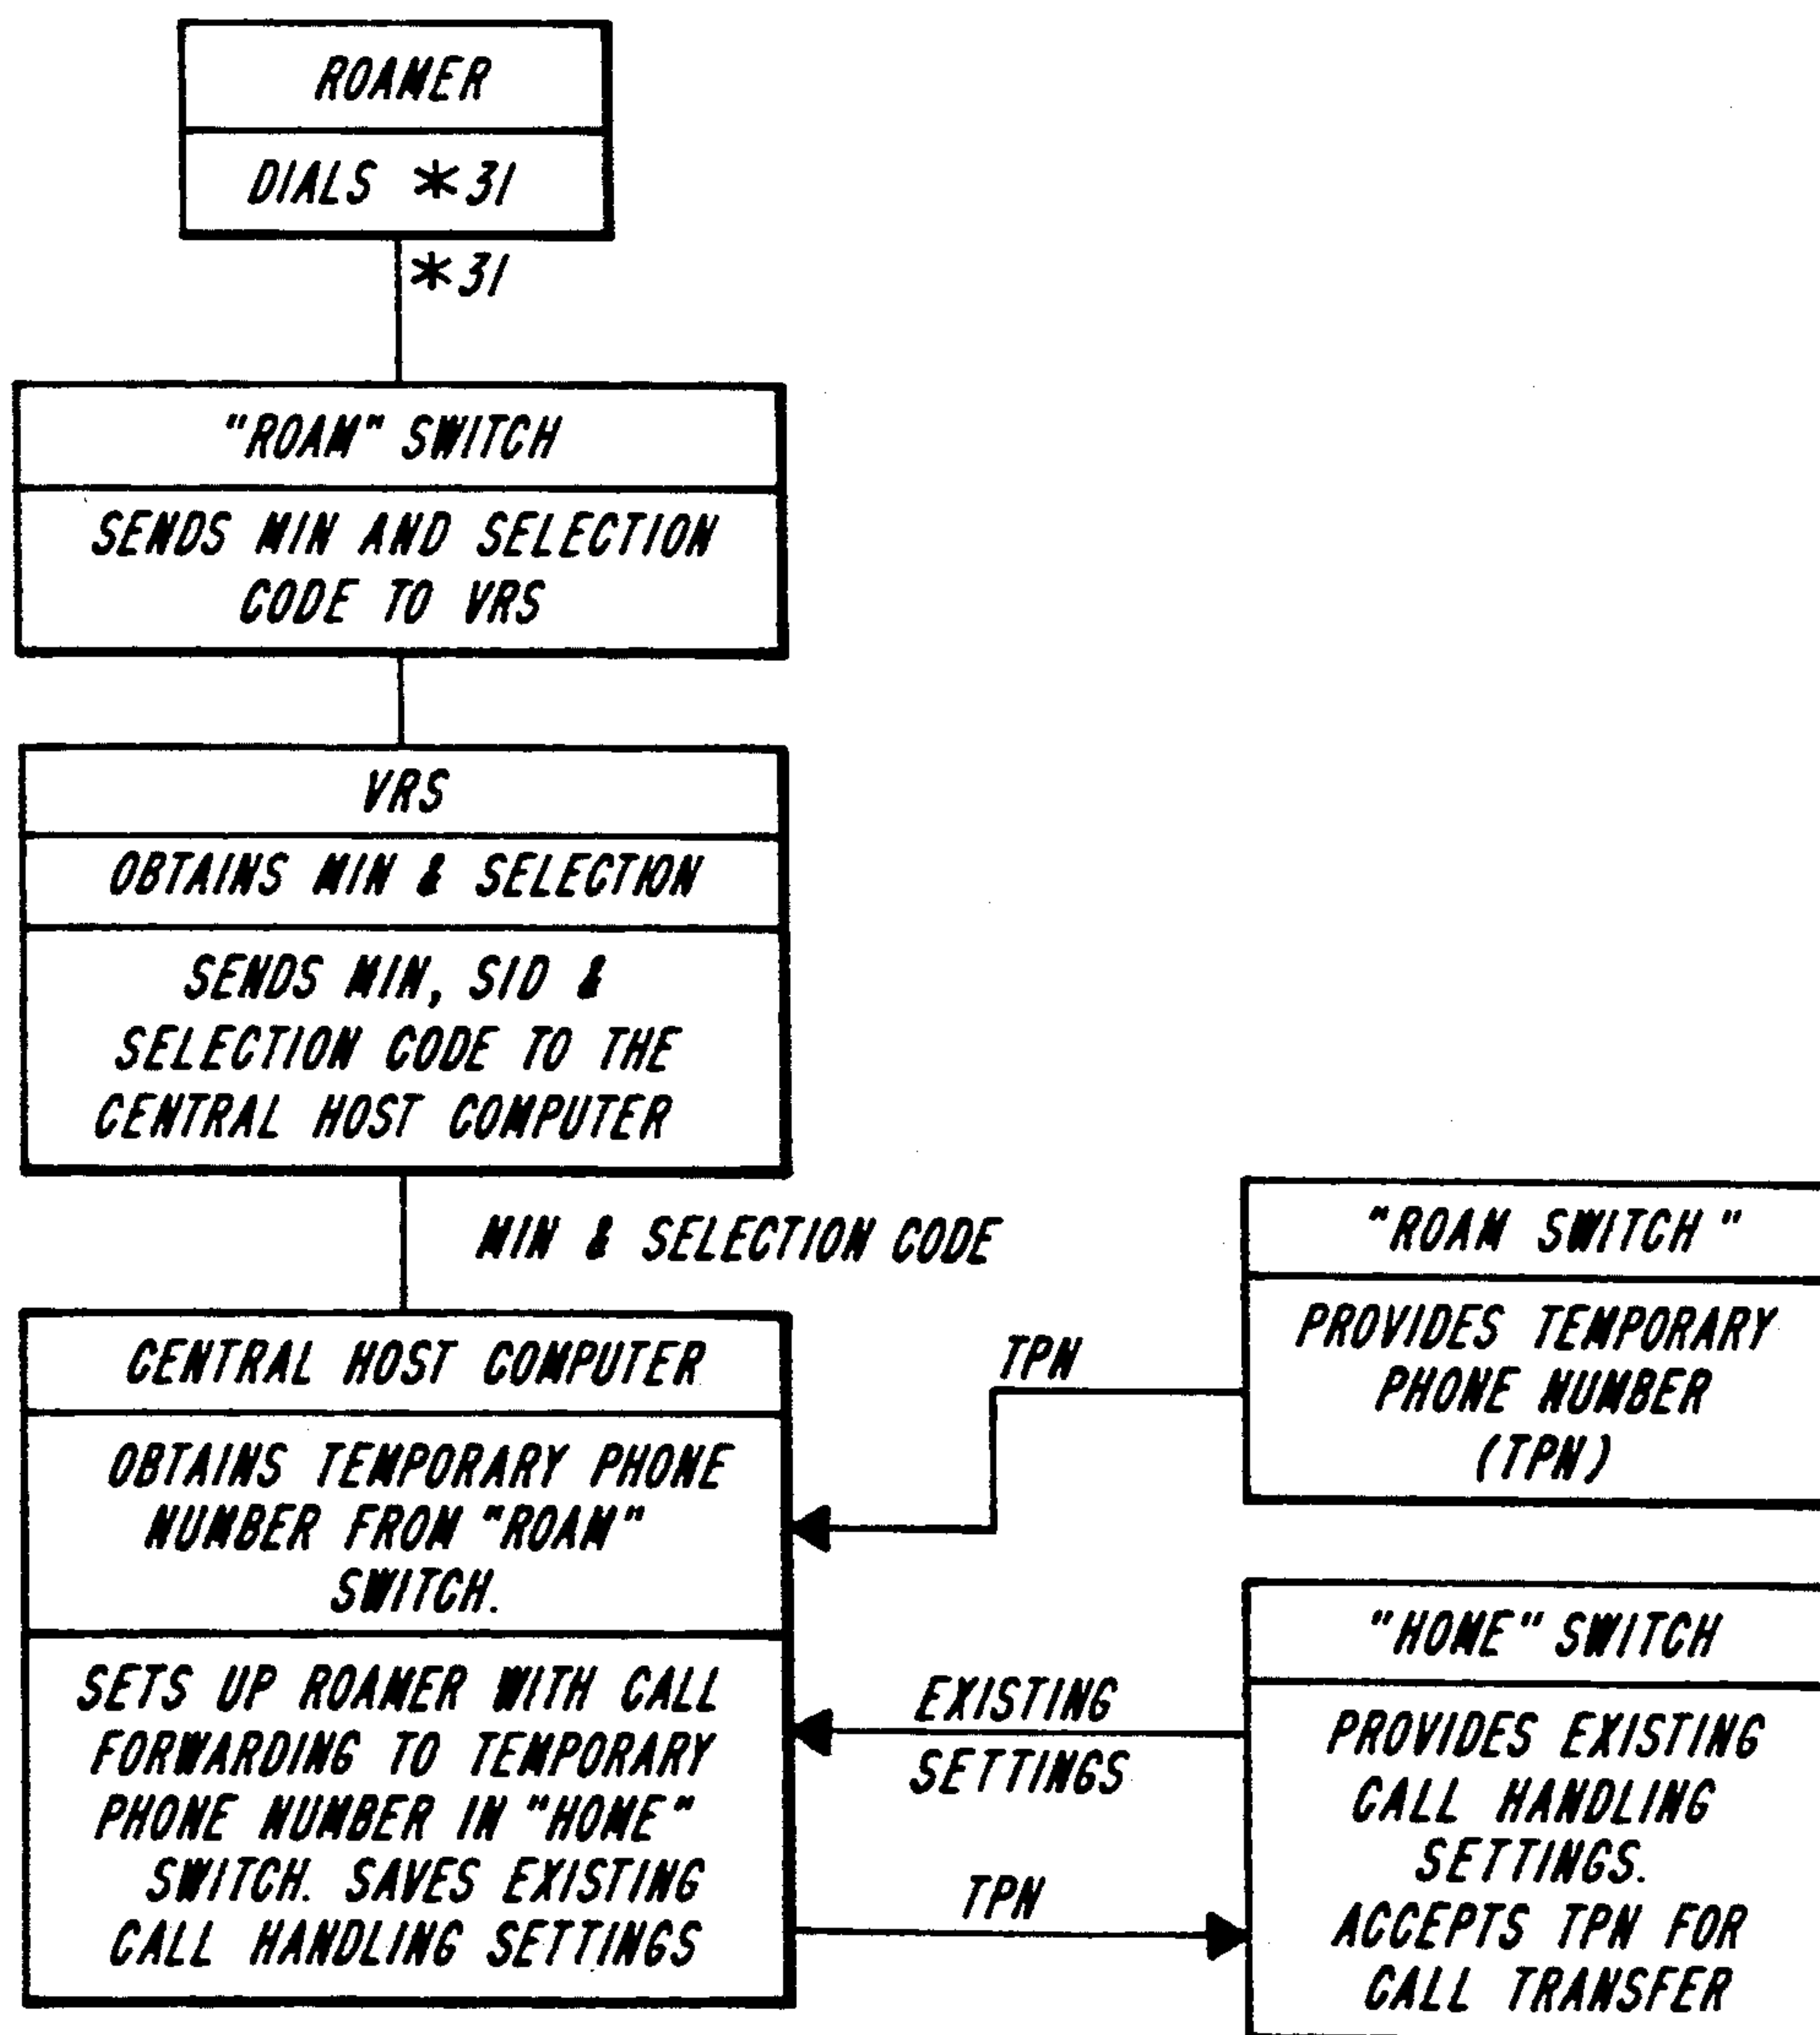 ROAMER
DIALS *31
*31
"ROAM" SWITCH
SENDS MIN AND SELECTION
CODE TO VRS
VRS
OBTAINS MIN & SELECTION
SENDS MIN, SID &
SELECTION CODE TO THE
CENTRAL HOST COMPUTER
MIN & SELECTION CODE
CENTRAL HOST COMPUTER
OBTAINS TEMPORARY PHONE
NUMBER FROM "ROAM"
SWITCH.
SETS UP ROAMER WITH CALL
FORWARDING TO TEMPORARY
PHONE NUMBER IN "HOME"
SWITCH. SAVES EXISTING
CALL HANDLING SETTINGS
TPN
"ROAM SWITCH"
PROVIDES TEMPORARY
PHONE NUMBER
(TPN)
EXISTING
SETTINGS
TPN
"HOME" SWITCH
PROVIDES EXISTING
CALL HANDLING
SETTINGS.
ACCEPTS TPN FOR
CALL TRANSFER